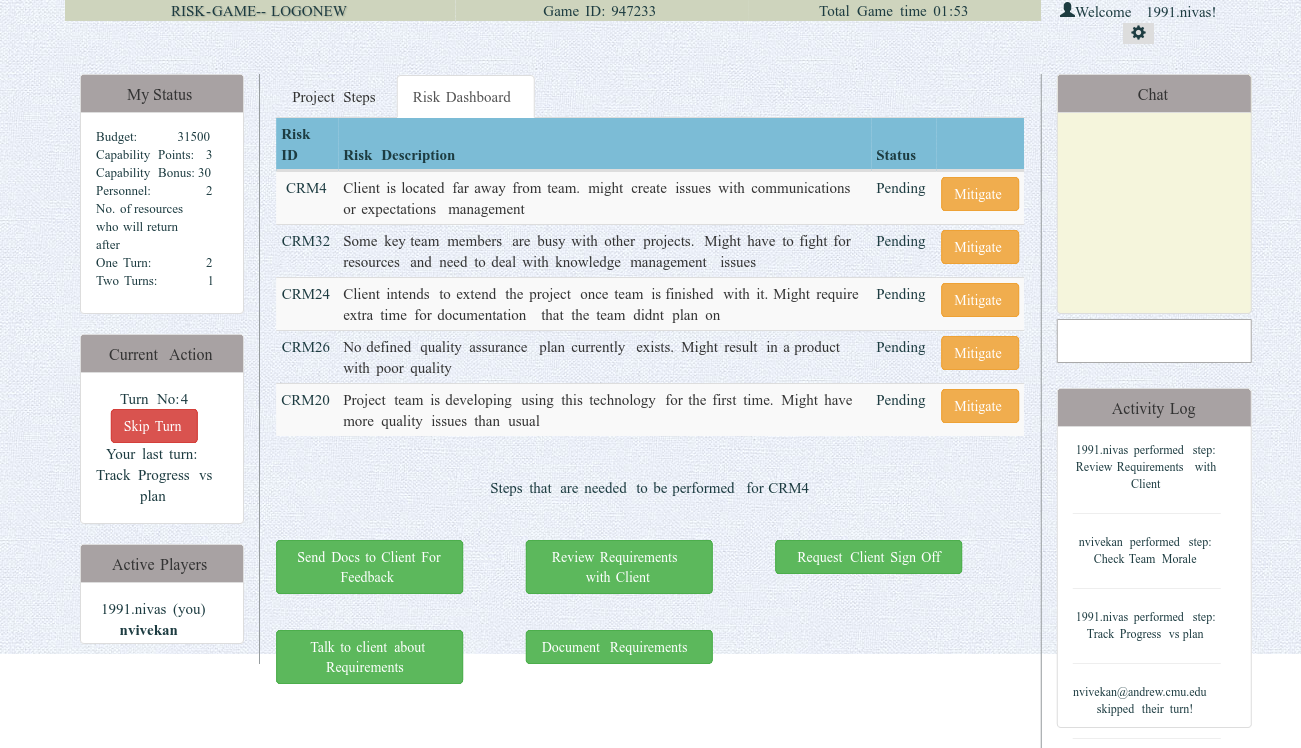 RISK-GAME-- LOGONEW
Game ID: 947233
Total Game time 01:53
Welcome 1991.nivas!
My Status
Budget: 31500
Capability Points: 3
Capability Bonus: 30
Personnel: 2
No. of resources
who will return
after
One Turn: 2
Two Turns: 1
Current Action
Turn No:4
Skip Turn
Your last turn:
Track Progress vs
plan
Active Players
1991.nivas (you)
nvivekan
Project Steps
Risk Dashboard
Risk
ID
Risk Description
Status
CRM4
Client is located far away from team. might create issues with communications
or expectations management
Pending
Mitigate
CRM32
Some key team members are busy with other projects. Might have to fight for
resources and need to deal with knowledge management issues
Pending
Mitigate
CRM24
Client intends to extend the project once team is finished with it. Might require
extra time for documentation that the team didnt plan on
Pending
Mitigate
CRM26
No defined quality assurance plan currently exists. Might result in a product
with poor quality
Pending
Mitigate
CRM20
Project team is developing using this technology for the first time. Might have
more quality issues than usual
Pending
Mitigate
Steps that are needed to be performed for CRM4
Send Docs to Client For
Feedback
Review Requirements
with Client
Request Client Sign Off
Talk to client about
Requirements
Document Requirements
Chat
Activity Log
1991.nivas performed step:
Review Requirements with
Client
nvivekan performed step:
Check Team Morale
1991.nivas performed step:
Track Progress vs plan
nvivekan@andrew.cmu.edu
skipped their turn!